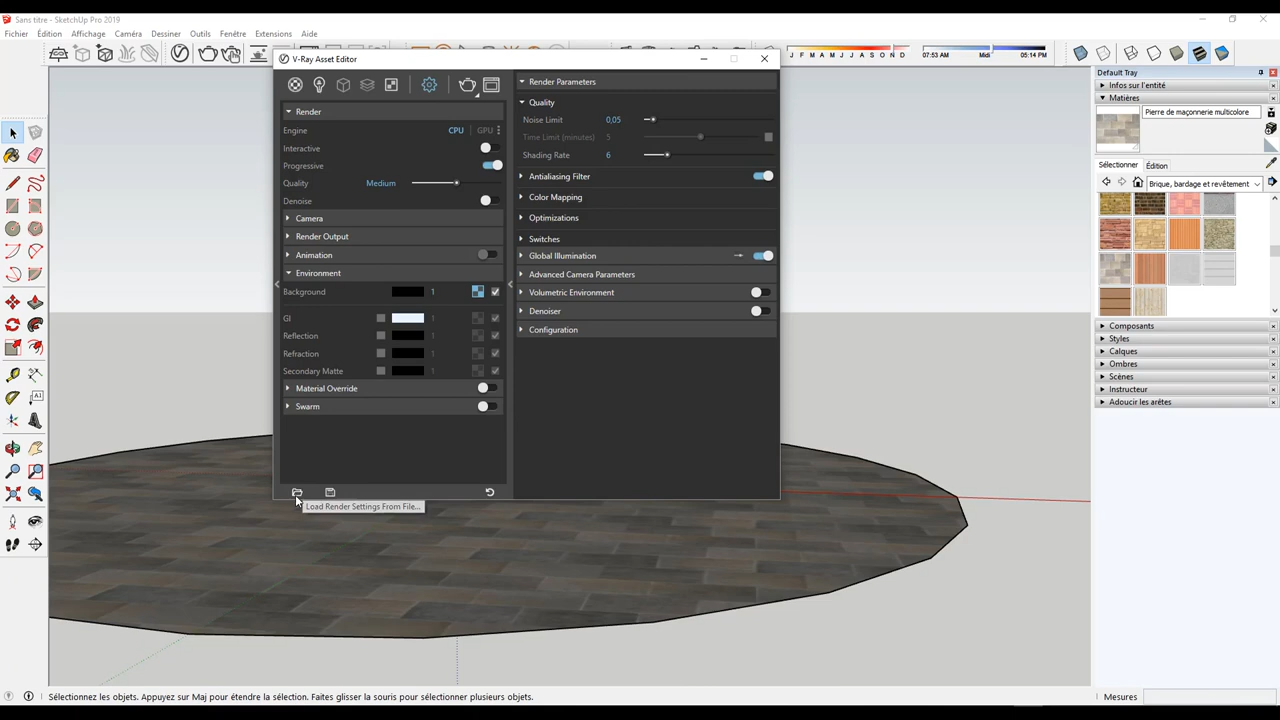 Sans titre - SketchUp Pro 2019
Fichier Édition Affichage Caméra Dessiner Outils Fenêtre Extensions Aide
J F M A M J J A S O N D
07:53 AM Midi 05:14 PM
V-Ray Asset Editor
Render
Engine CPU GPU
Interactive
Progressive
Quality Medium
Denoise
Camera
Render Output
Animation
Environment
Background 1
GI 1
Reflection 1
Refraction 1
Secondary Matte 1
Material Override
Swarm
Load Render Settings From File...
Render Parameters
Quality
Noise Limit 0,05
Time Limit (minutes) 5
Shading Rate 6
Antialiasing Filter
Color Mapping
Optimizations
Switches
Global Illumination
Advanced Camera Parameters
Volumetric Environment
Denoiser
Configuration
Default Tray
Infos sur l'entité
Matières
Pierre de maçonnerie multicolore
Sélectionner Édition
Brique, bardage et revêtement
Composants
Styles
Calques
Ombres
Scènes
Instructeur
Adoucir les arêtes
Sélectionnez les objets. Appuyez sur Maj pour étendre la sélection. Faites glisser la souris pour sélectionner plusieurs objets.
Mesures